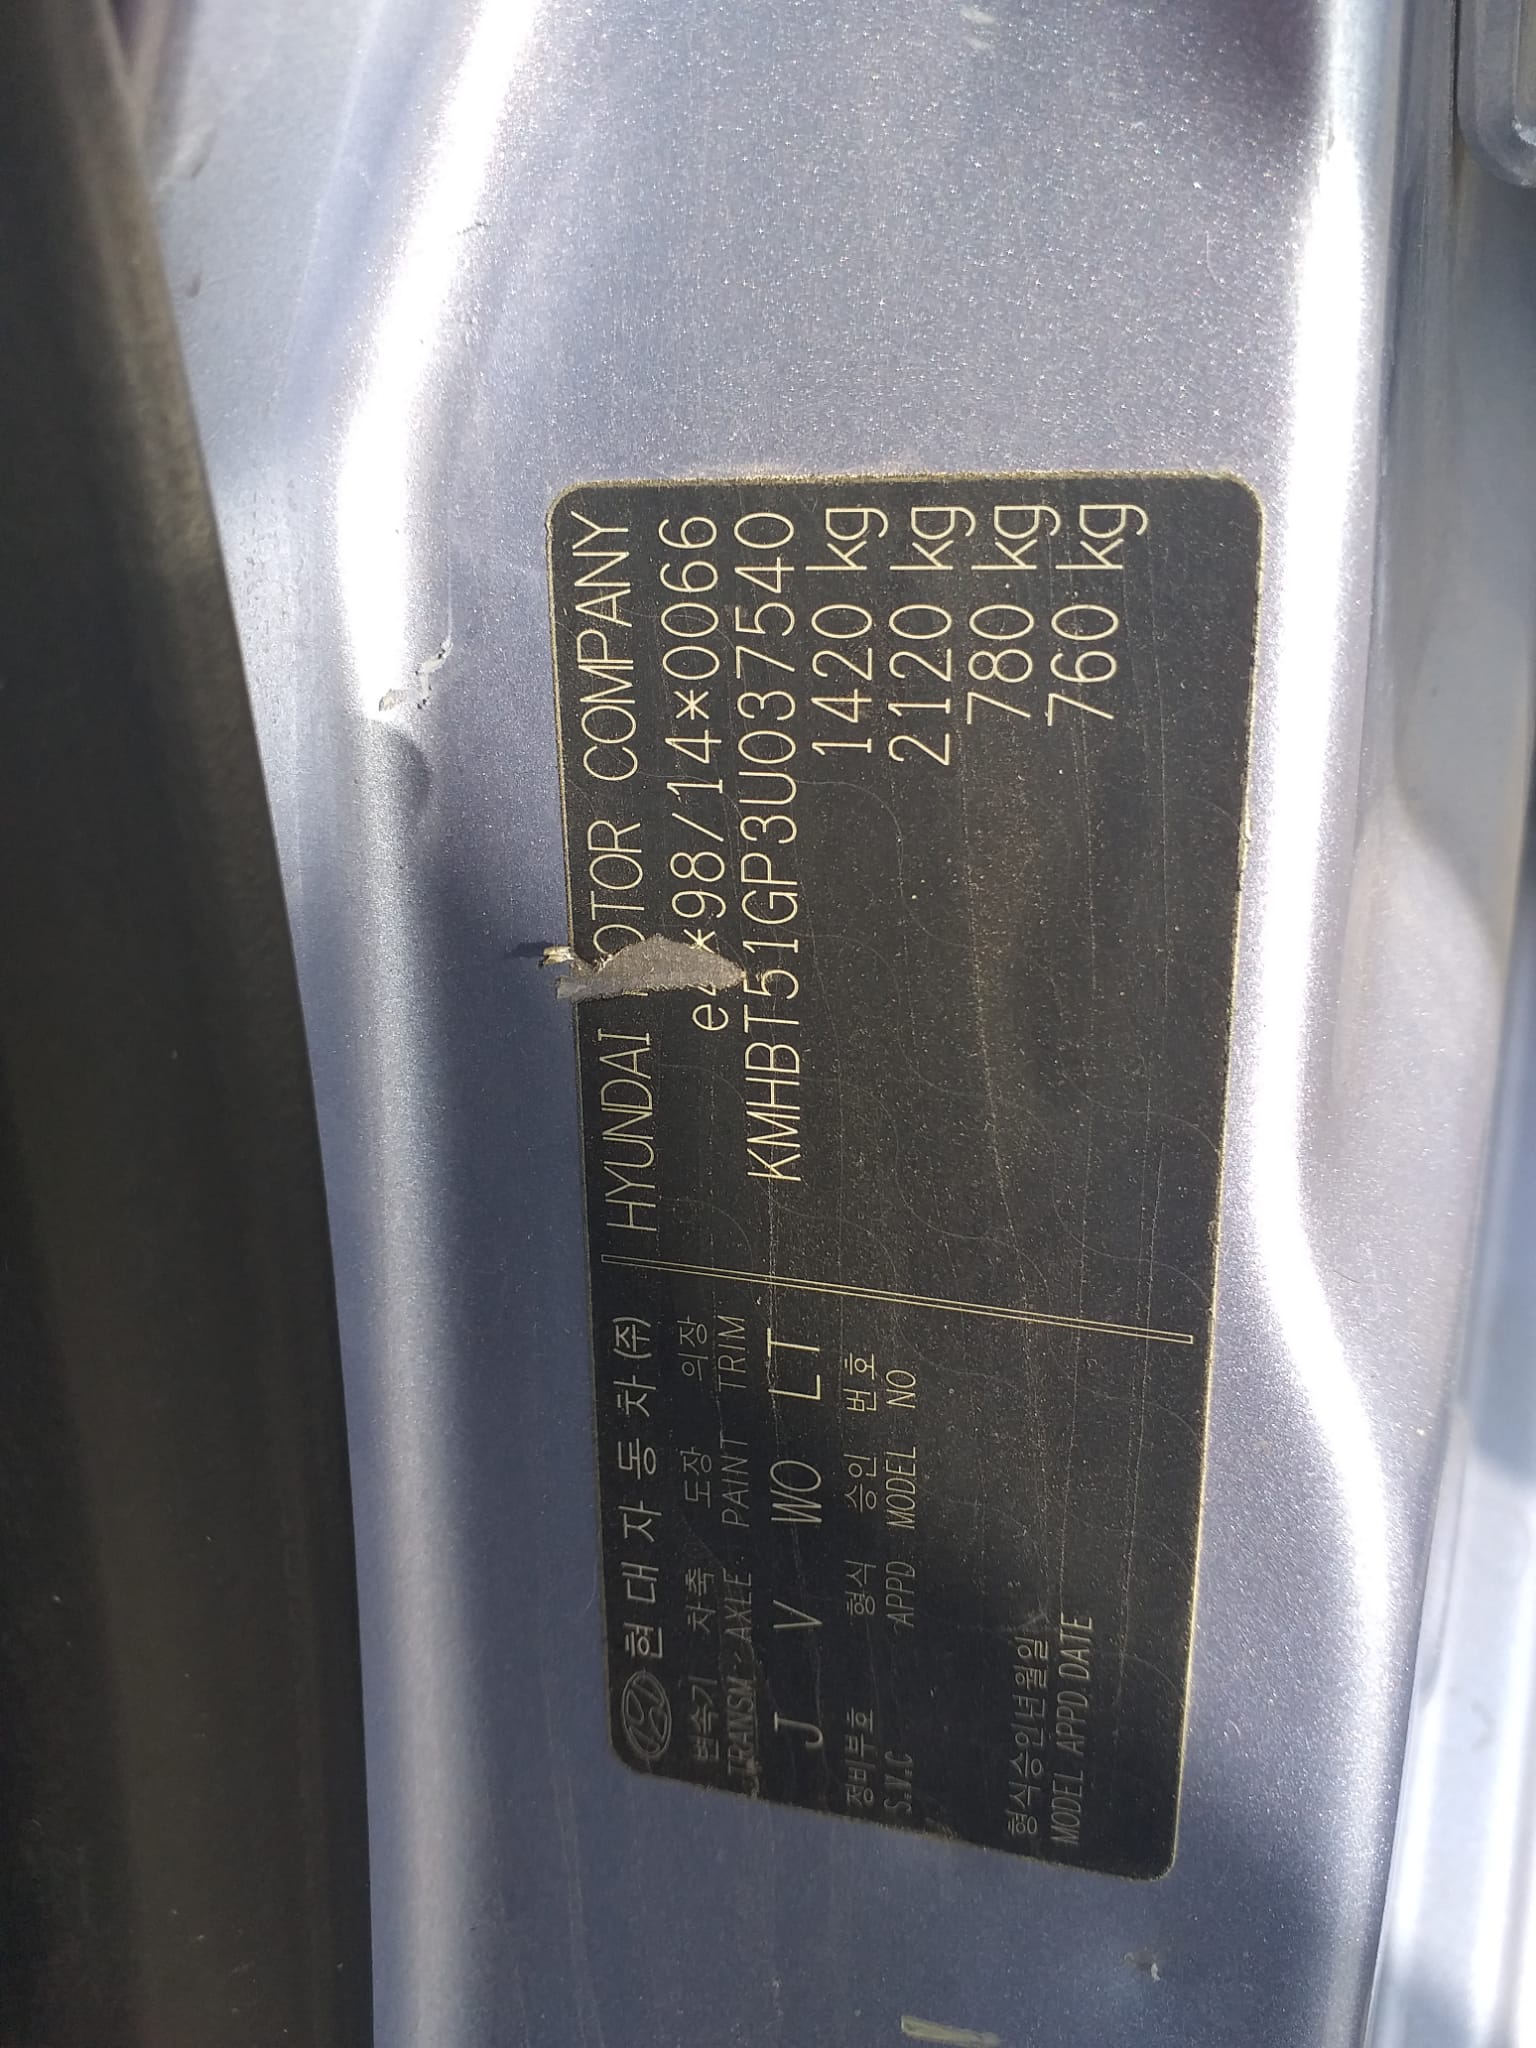 현대자동차(주)
변속기 차축 도장 의장
TRANSM. AXLE. PAINT TRIM
J V WO LT
정비부호 형식 승인 번호
S.V.C APPD MODEL NO
형식승인년월일
MODEL APPD.DATE
HYUNDAI OTOR COMPANY
e4*98/14*0066
KMHBT51GP3U037540
1420 kg
2120 kg
780 kg
760 kg